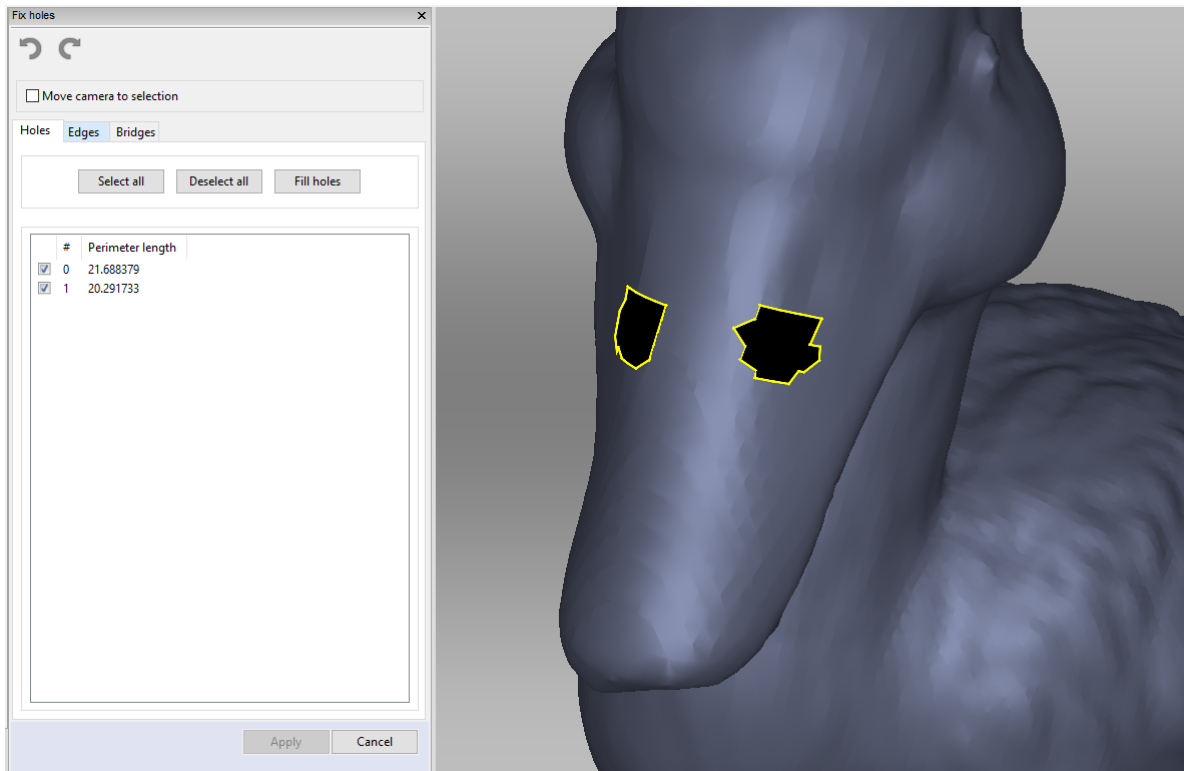 Fix holes
Move camera to selection
Holes Edges Bridges
Select all Deselect all Fill holes
# Perimeter length
0 21.688379
1 20.291733
Apply Cancel